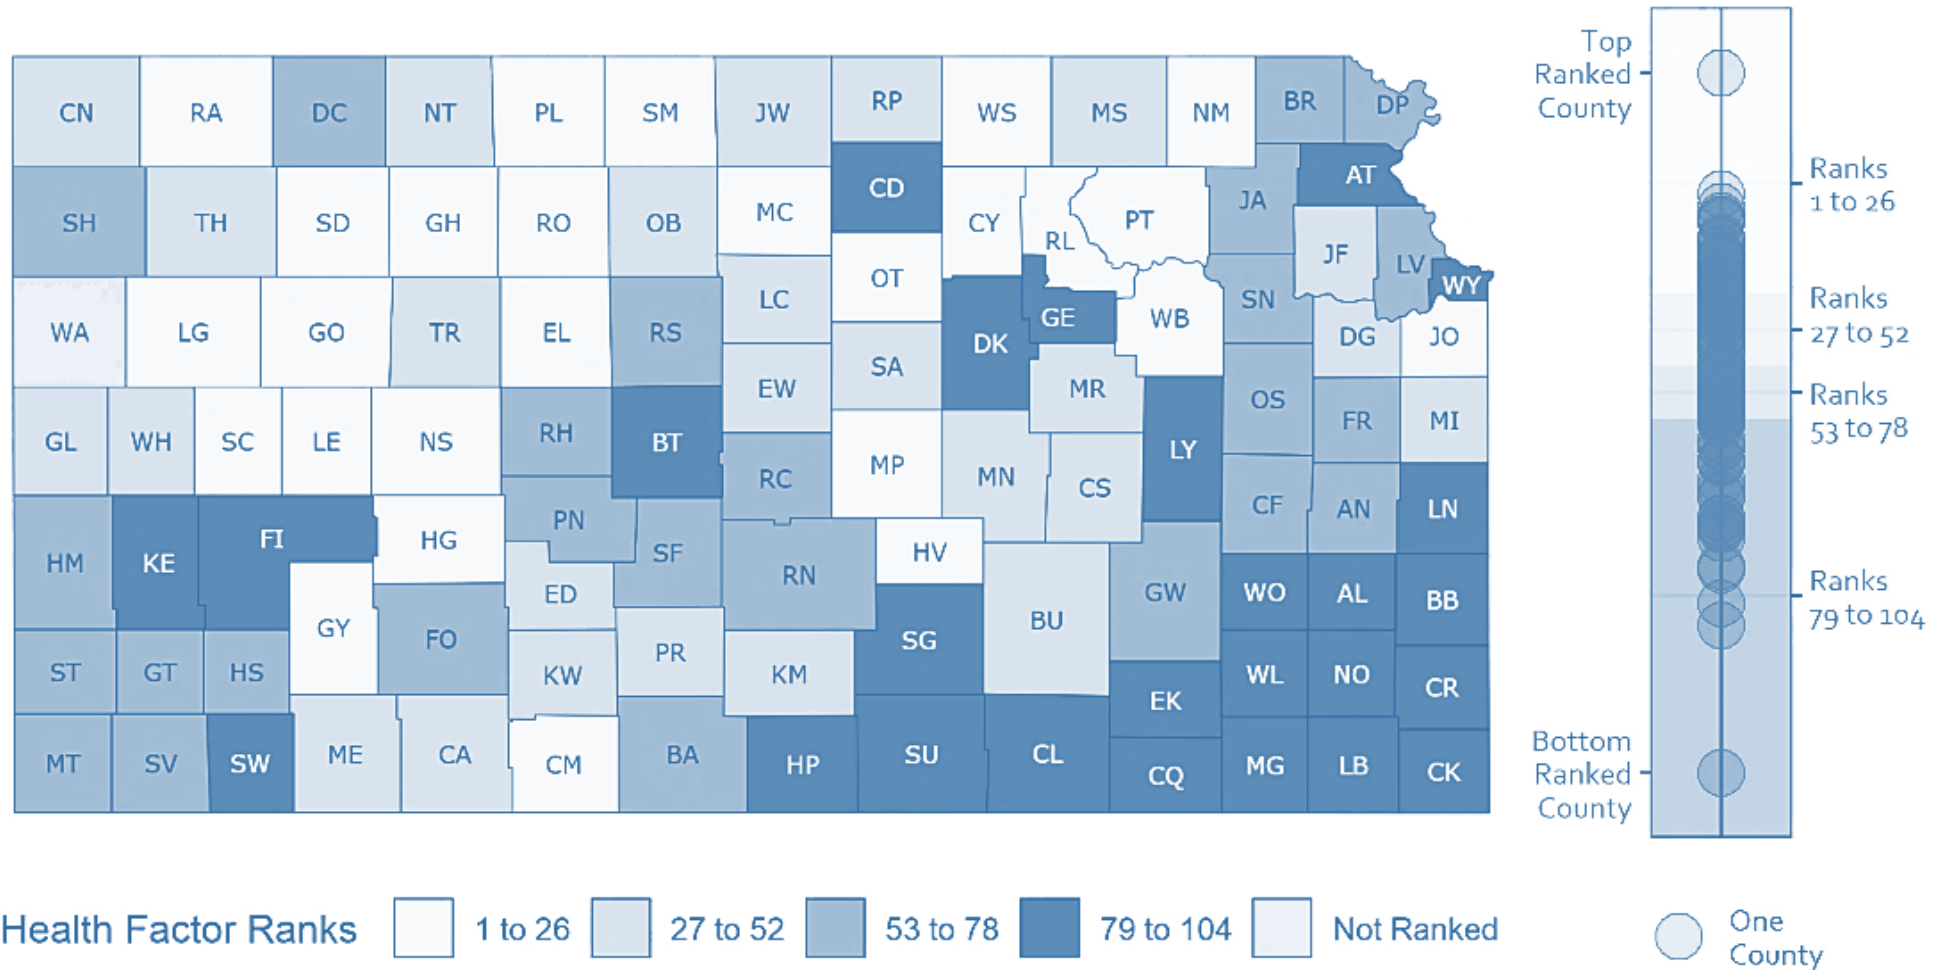 CN RA DC NT PL SM JW RP WS MS NM BR DP
SH TH SD GH RO OB MC CD CY RL PT JA AT
JF LV WY
WA LG GO TR EL RS LC OT DK GE WB SN DG JO
EW SA MR
GL WH SC LE NS RH BT RC MP MN CS LY OS FR MI
HM KE FI HG PN SF RN HV CF AN LN
GY ED BU GW WO AL BB
ST GT HS FO KW PR KM SG EK WL NO CR
MT SV SW ME CA CM BA HP SU CL CQ MG LB CK
Top
Ranked
County
Ranks
1 to 26
Ranks
27 to 52
Ranks
53 to 78
Ranks
79 to 104
Bottom
Ranked
County
Health Factor Ranks 1 to 26 27 to 52 53 to 78 79 to 104 Not Ranked
One
County